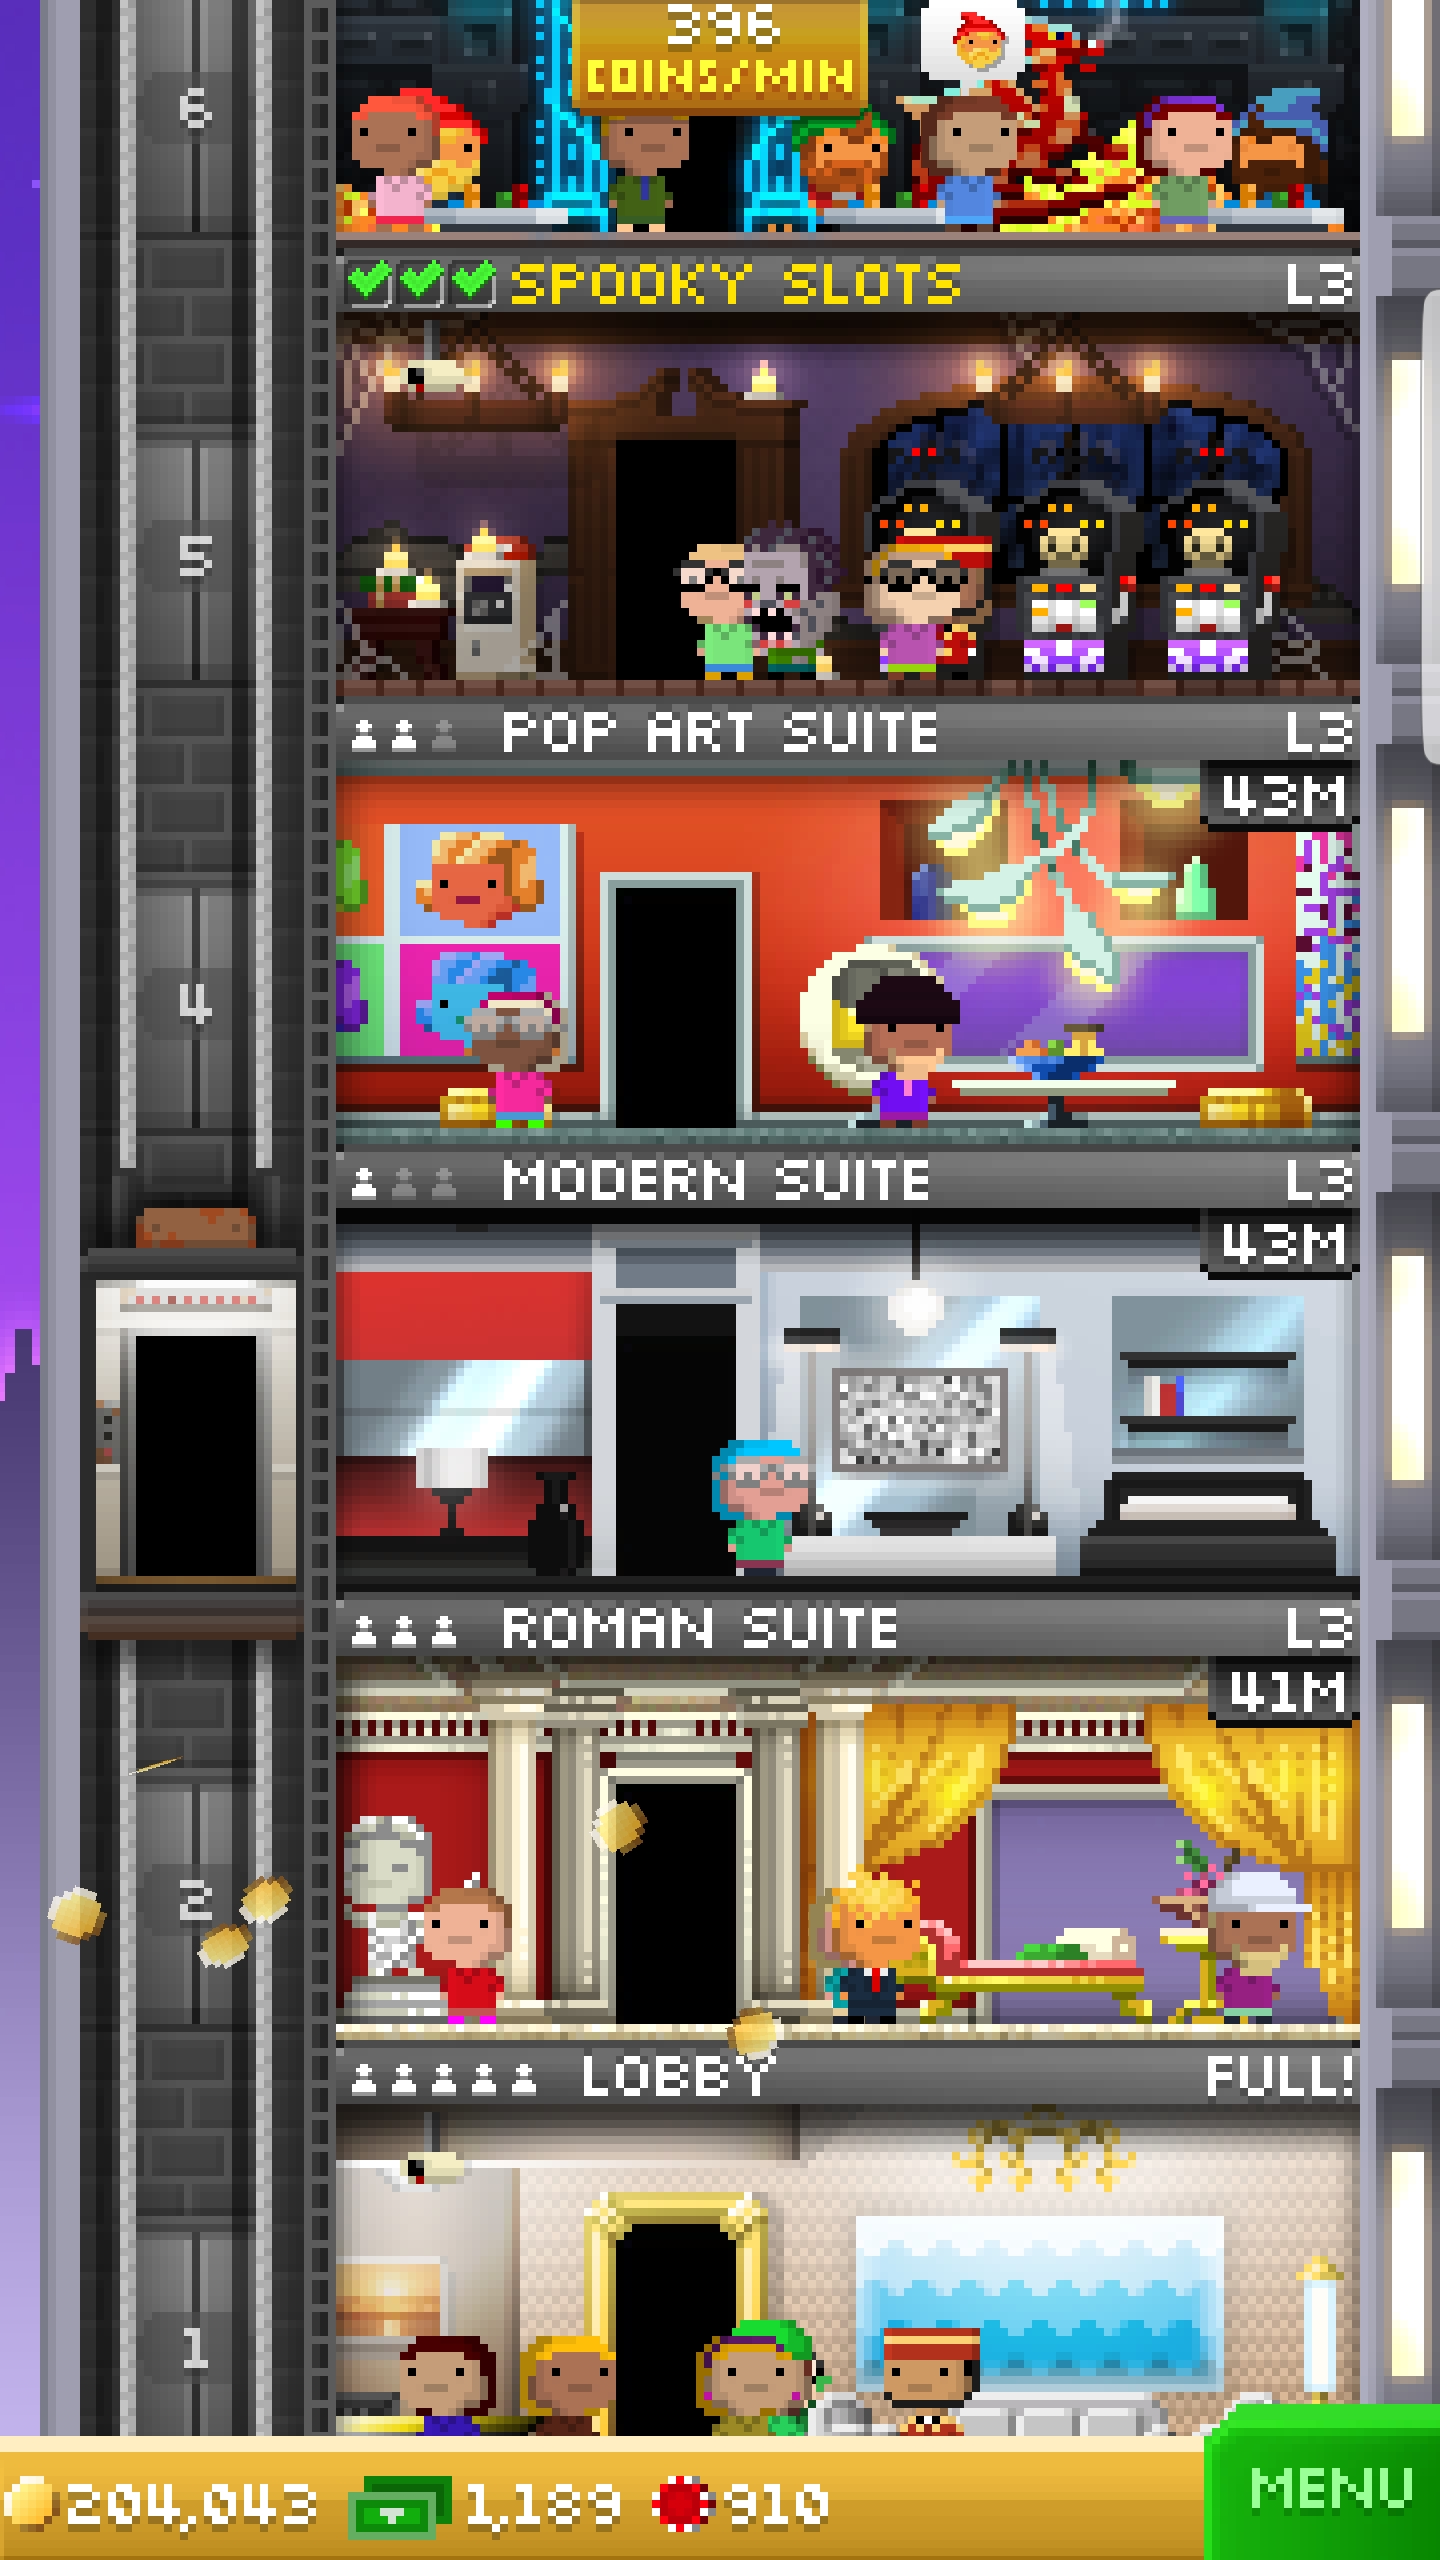 396
COINS/MIN
6
SPOOKY SLOTS L3
5
POP ART SUITE L3
43M
4
MODERN SUITE L3
43M
ROMAN SUITE L3
41M
2
LOBBY FULL!
1
204,043 1,189 910
MENU